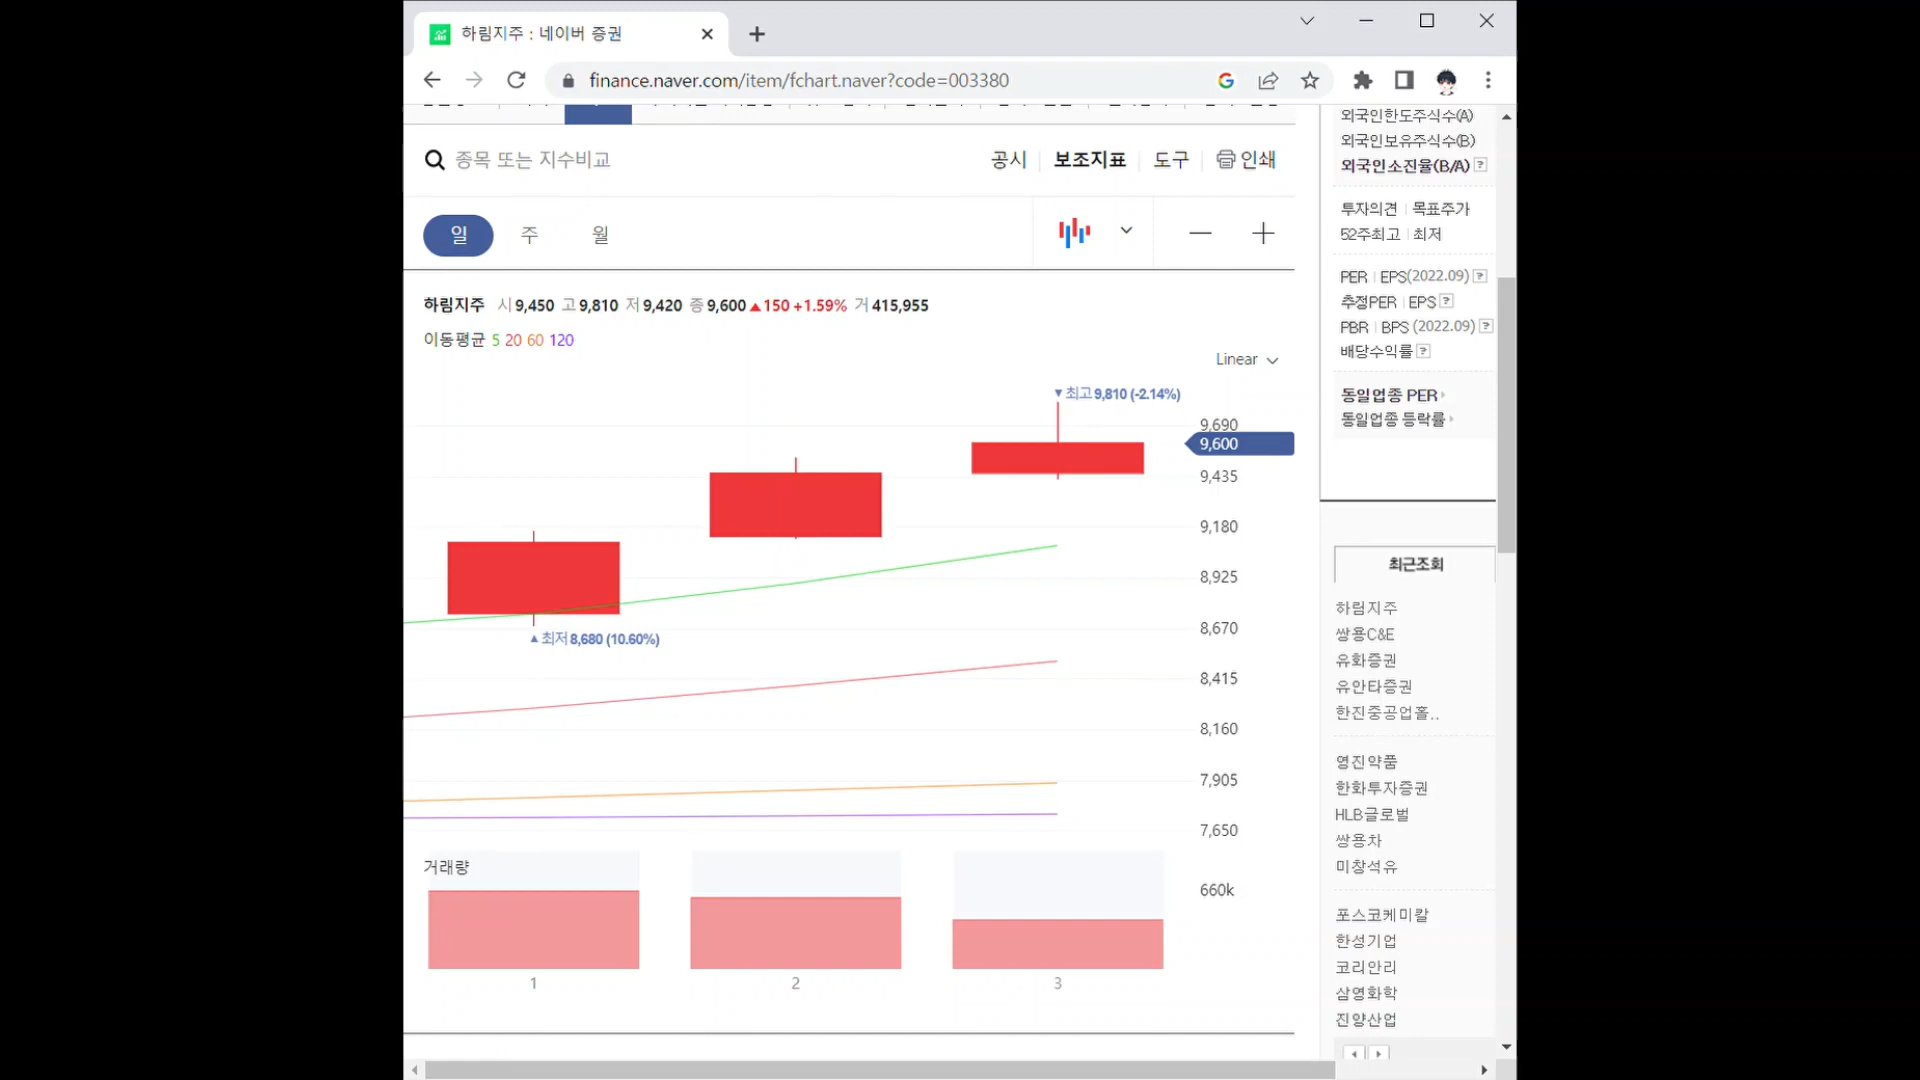 하림지주 : 네이버 증권
finance.naver.com/item/fchart.naver?code=003380
종목 또는 지수비교
공시 보조지표 도구 인쇄
일 주 월
하림지주 시 9,450 고 9,810 저 9,420 종 9,600 ▲150 +1.59% 거 415,955
이동평균 5 20 60 120
Linear
▼최고 9,810 (-2.14%)
9,690
9,600
9,435
9,180
8,925
8,670
▲최저 8,680 (10.60%)
8,415
8,160
7,905
7,650
거래량
660k
1 2 3
외국인한도주식수(A)
외국인보유주식수(B)
외국인소진율(B/A) ?
투자의견 | 목표주가
52주최고 | 최저
PER | EPS(2022.09) ?
추정PER | EPS ?
PBR | BPS (2022.09) ?
배당수익률 ?
동일업종 PER
동일업종 등락률
최근조회
하림지주
쌍용C&E
유화증권
유안타증권
한진중공업홀..
영진약품
한화투자증권
HLB글로벌
쌍용차
미창석유
포스코케미칼
한성기업
코리안리
삼영화학
진양산업